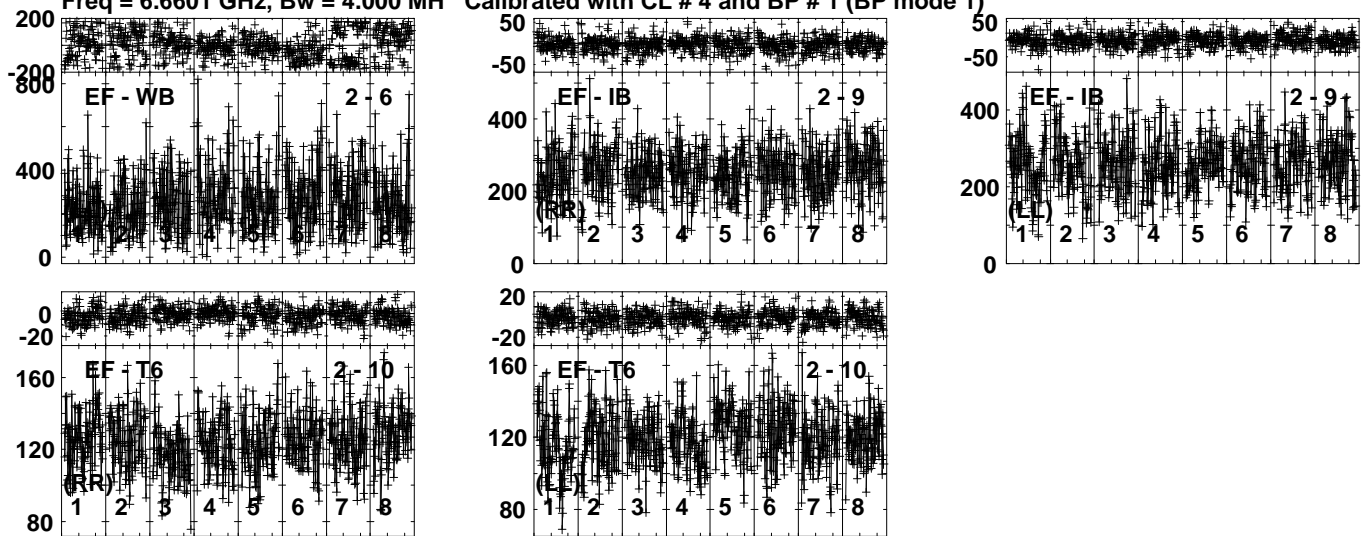 Freq = 6.6601 GHz, Bw = 4.000 MH Calibrated with CL # 4 and BP # 1 (BP mode 1)
200
-200
800
400
0
EF - WB 2 - 6
1 2 3 4 5 6 7 8
50
-50
400
200
0
EF - IB 2 - 9
(RR)
1 2 3 4 5 6 7 8
50
-50
400
200
0
EF - IB 2 - 9
(LL)
1 2 3 4 5 6 7 8
0
-20
160
120
80
EF - T6 2 - 10
(RR)
1 2 3 4 5 6 7 8
20
-20
160
120
80
EF - T6 2 - 10
(LL)
1 2 3 4 5 6 7 8